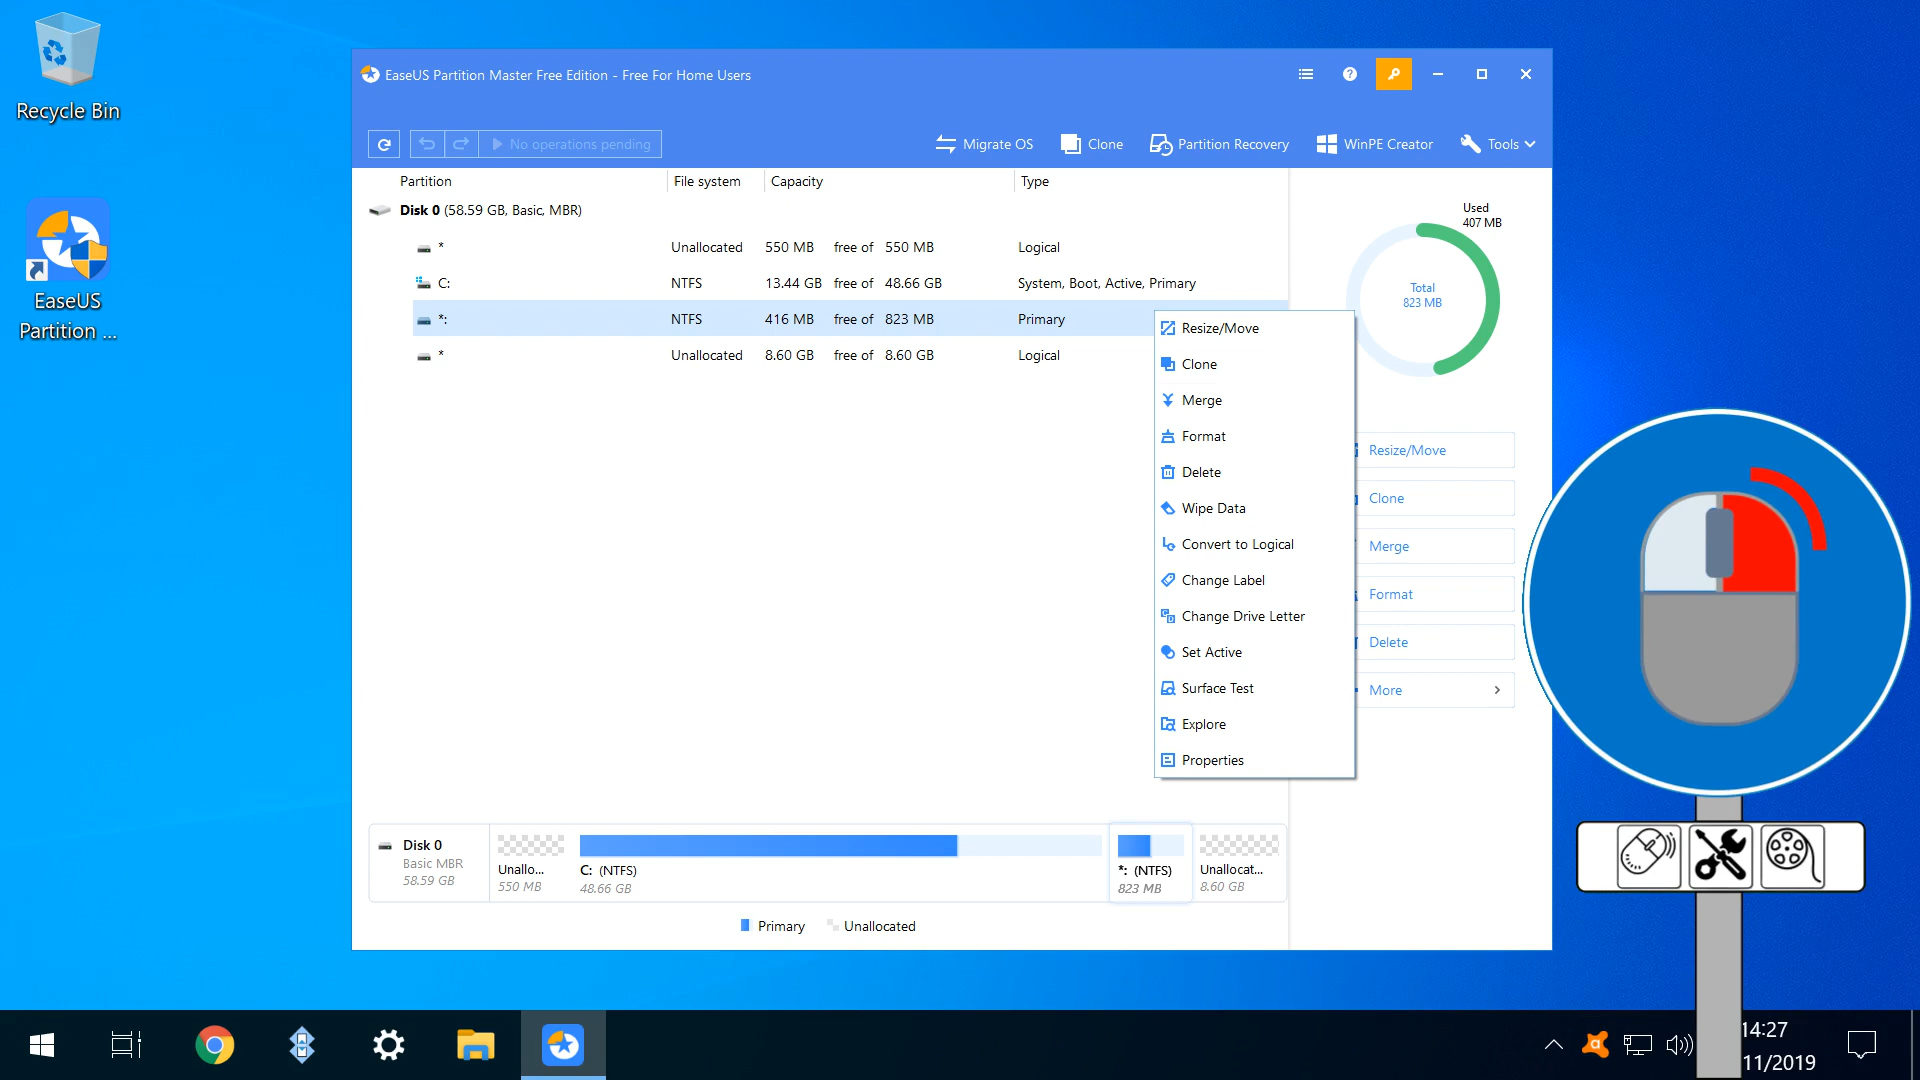 Recycle Bin
EaseUS
Partition ...
EaseUS Partition Master Free Edition - Free For Home Users
No operations pending
Migrate OS
Clone
Partition Recovery
WinPE Creator
Tools
Partition File system Capacity Type
Disk 0 (58.59 GB, Basic, MBR)
* Unallocated 550 MB free of 550 MB Logical
C: NTFS 13.44 GB free of 48.66 GB System, Boot, Active, Primary
*: NTFS 416 MB free of 823 MB Primary
* Unallocated 8.60 GB free of 8.60 GB Logical
Resize/Move
Clone
Merge
Format
Delete
Wipe Data
Convert to Logical
Change Label
Change Drive Letter
Set Active
Surface Test
Explore
Properties
Used
407 MB
Total
823 MB
Resize/Move
Clone
Merge
Format
Delete
More
Disk 0
Basic MBR
58.59 GB
Unallo...
550 MB
C: (NTFS)
48.66 GB
*: (NTFS)
823 MB
Unallocat...
8.60 GB
Primary
Unallocated
14:27
11/2019